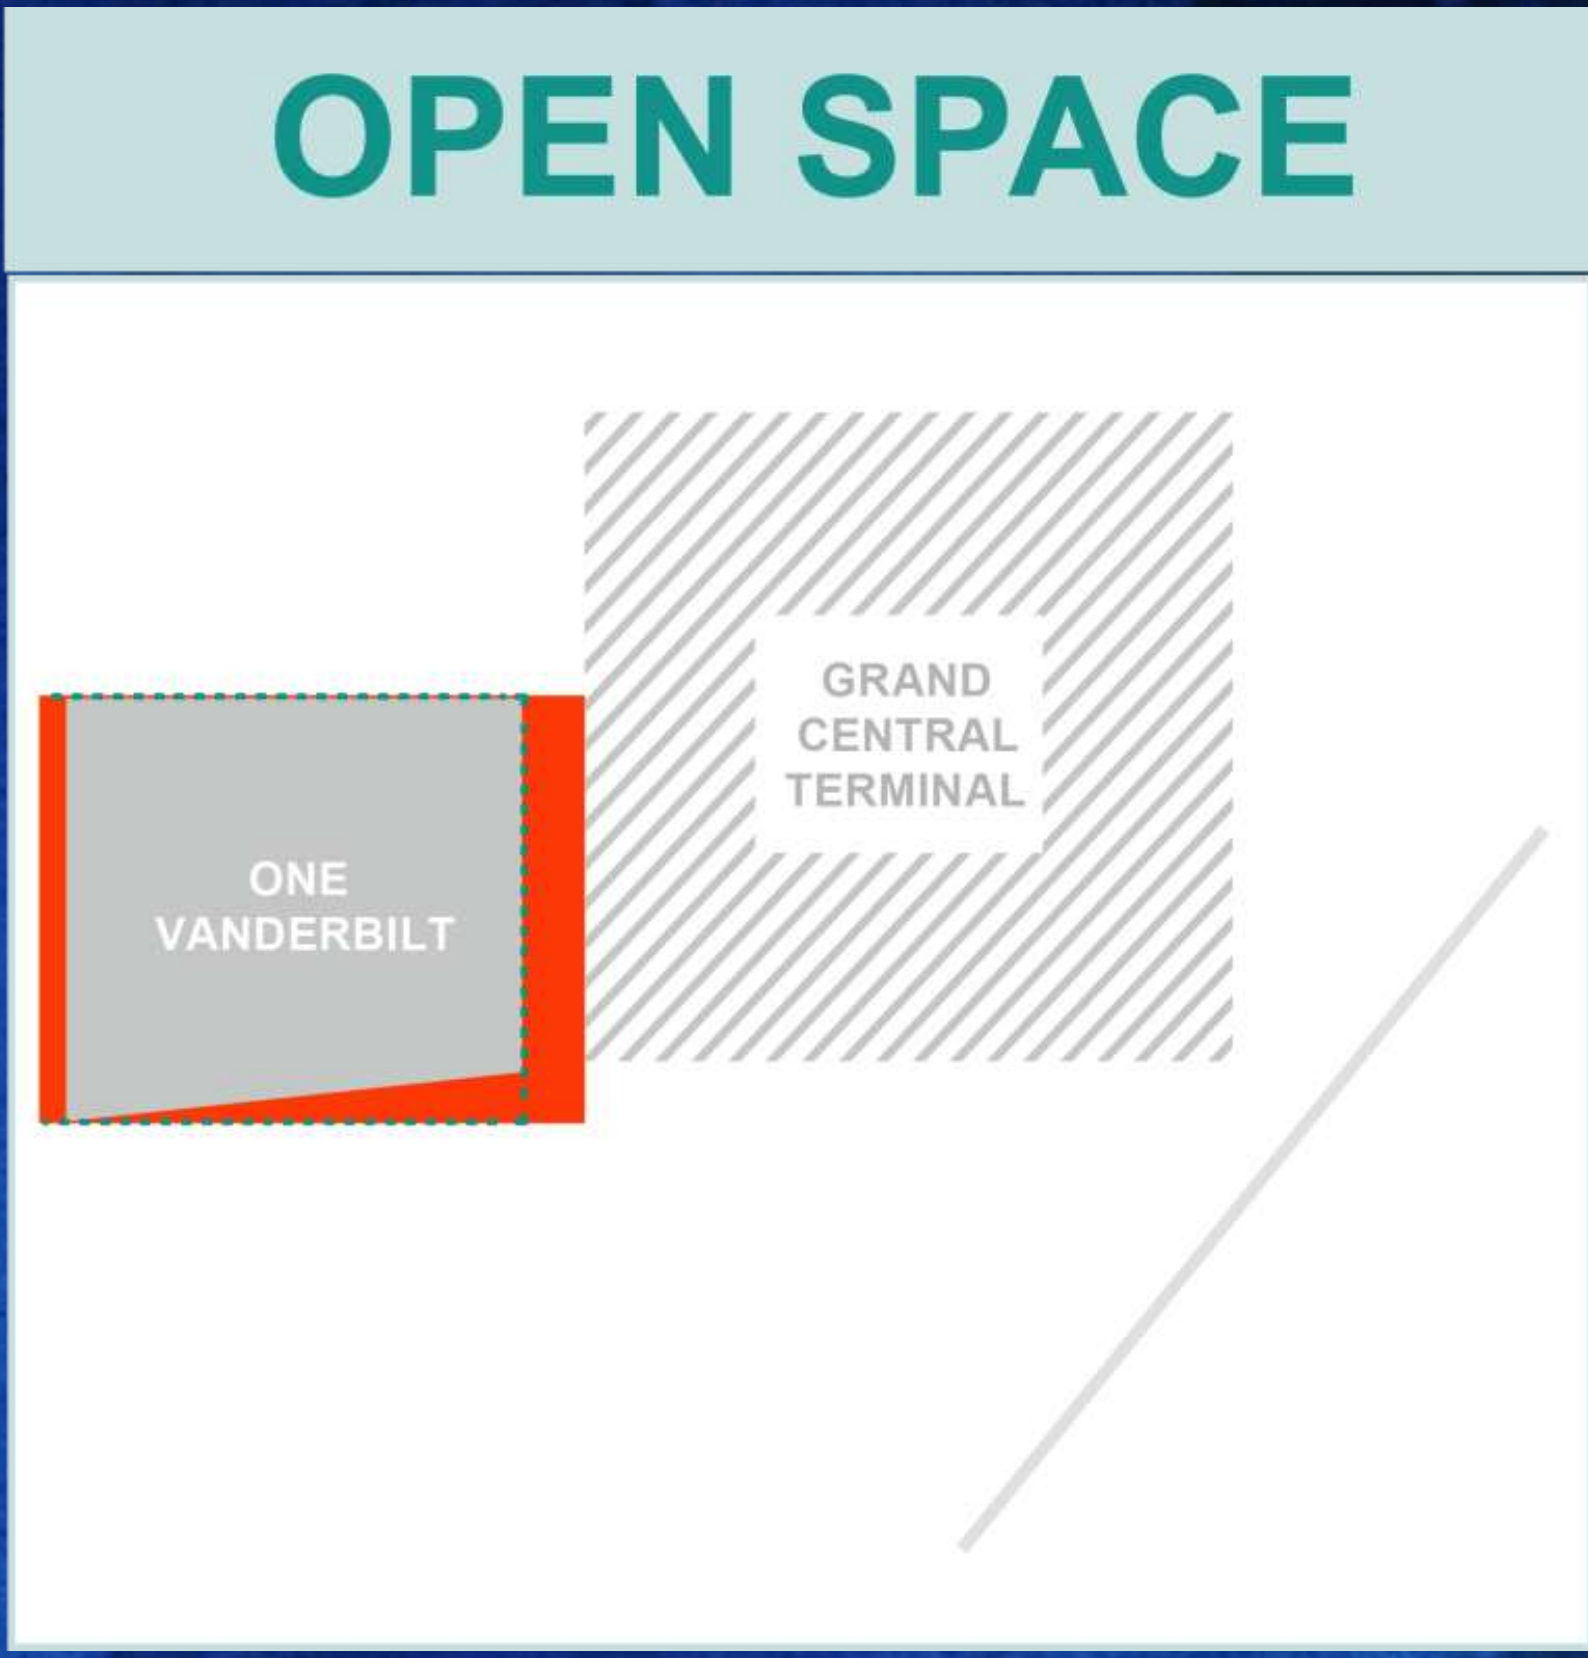 OPEN SPACE
GRAND
CENTRAL
TERMINAL
ONE
VANDERBILT